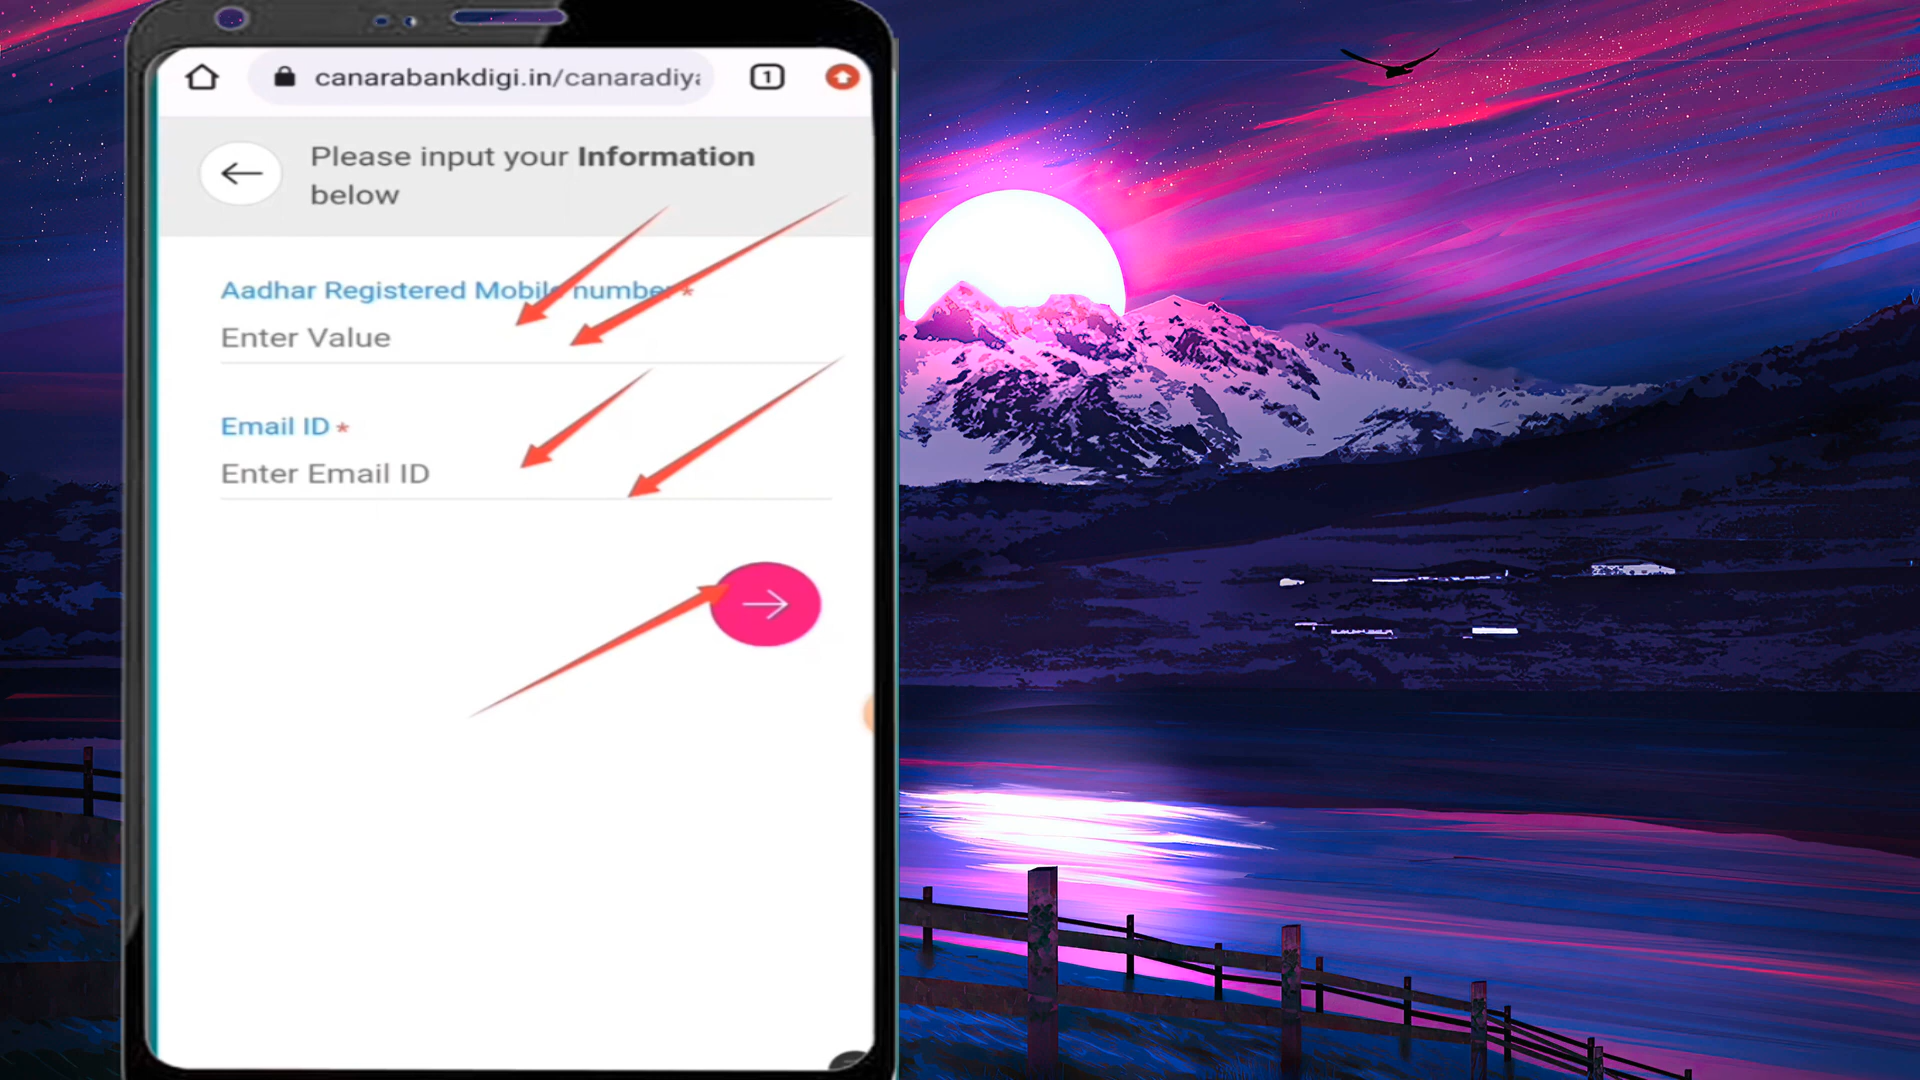 canarabankdigi.in/canaradiya
1
Please input your Information
below
Aadhar Registered Mobile number *
Enter Value
Email ID *
Enter Email ID